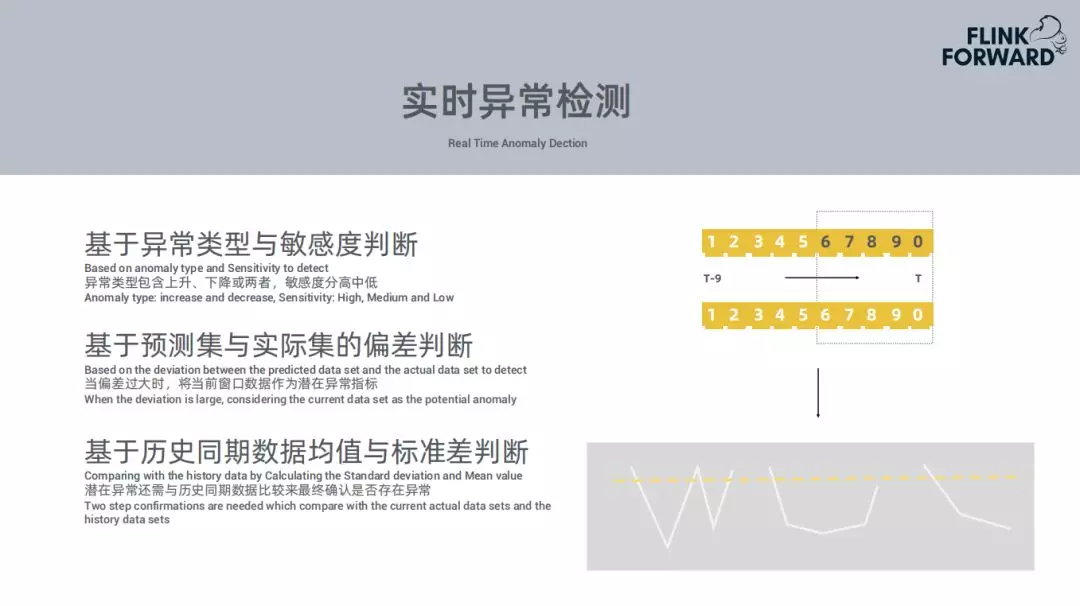 FLINK
FORWARD
实时异常检测
Real Time Anomaly Dection
基于异常类型与敏感度判断
Based on anomaly type and Sensitivity to detect
异常类型包含上升、下降或两者，敏感度分高中低
Anomaly type: increase and decrease, Sensitivity: High, Medium and Low
基于预测集与实际集的偏差判断
Based on the deviation between the predicted data set and the actual data set to detect
当偏差过大时，将当前窗口数据作为潜在异常指标
When the deviation is large, considering the current data set as the potential anomaly
基于历史同期数据均值与标准差判断
Comparing with the history data by Calculating the Standard deviation and Mean value
潜在异常还需与历史同期数据比较来最终确认是否存在异常
Two step confirmations are needed which compare with the current actual data sets and the
history data sets
1 2 3 4 5 6 7 8 9 0
T-9 T
1 2 3 4 5 6 7 8 9 0